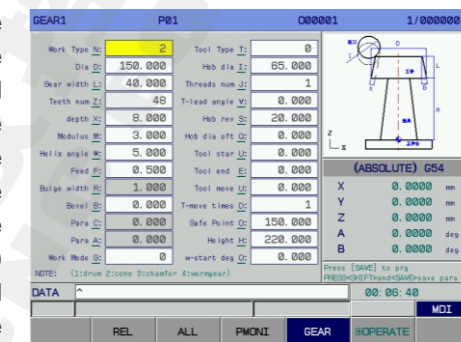 GEAR1 P01 O00001 1/000000
Work Type N: 2 Tool Type T: 0
Dia D: 150.000 Hob dia I: 65.000
Gear width L: 40.000 Threads num J: 1
Teeth num Z: 48 T-lead angle V: 0.000
depth X: 8.000 Hob rev S: 20.000
Modulus M: 3.000 Hob dia oft Q: 0.000
Helix angle W: 5.000 Tool star U: 0.000
Feed F: 0.500 Tool end E: 0.000
Bulge width R: 1.000 Tool move U: 0.000
Bevel B: 0.000 T-move times D: 1
Para C: 0.000 Safe Point O: 150.000
Para A: 0.000 Height H: 220.000
Work Mode G: 0 w-start deg O: 0.000
NOTE: (1:drum 2:cone 3:chamfer 4:wormgear)
D
L
A
B
H
Z
X
(ABSOLUTE) G54
X 0.0000 mm
Y 0.0000 mm
Z 0.0000 mm
A 0.0000 deg
B 0.0000 deg
Press [SAVE] to prg
PRESS<SHIFT>and<SAVE>save para
DATA ^ 00:06:40
MDI
REL ALL PMONI GEAR OPERATE